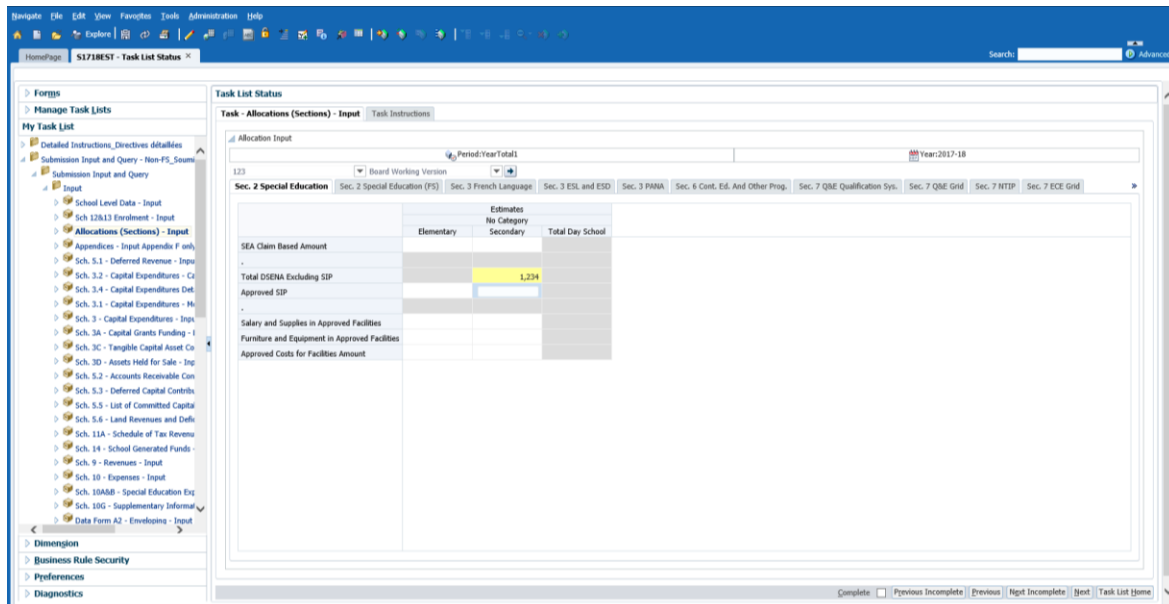 Navigate File Edit View Favorites Tools Administration Help
Explore
HomePage S1718EST - Task List Status × Search: Advanced
Forms
Manage Task Lists
My Task List
Detailed Instructions_Directives détaillées
Submission Input and Query - Non-FS_Soumi
Submission Input and Query
Input
School Level Data - Input
Sch 12&13 Enrolment - Input
Allocations (Sections) - Input
Appendices - Input Appendix F only
Sch. 5.1 - Deferred Revenue - Inpu
Sch. 3.2 - Capital Expenditures - Ca
Sch. 3.4 - Capital Expenditures Det.
Sch. 3.1 - Capital Expenditures - Mi
Sch. 3 - Capital Expenditures - Inpu
Sch. 3A - Capital Grants Funding - I
Sch. 3C - Tangible Capital Asset Co
Sch. 3D - Assets Held for Sale - Inp
Sch. 5.2 - Accounts Receivable Con
Sch. 5.3 - Deferred Capital Contribu
Sch. 5.5 - List of Committed Capital
Sch. 5.6 - Land Revenues and Defi
Sch. 11A - Schedule of Tax Revenu
Sch. 14 - School Generated Funds -
Sch. 9 - Revenues - Input
Sch. 10 - Expenses - Input
Sch. 10A&B - Special Education Exp
Sch. 10G - Supplementary Informat
Data Form A2 - Enveloping - Input
Dimension
Business Rule Security
Preferences
Diagnostics
Task List Status
Task - Allocations (Sections) - Input Task Instructions
Allocation Input
Period:YearTotal1 Year:2017-18
123 Board Working Version
Sec. 2 Special Education Sec. 2 Special Education (FS) Sec. 3 French Language Sec. 3 ESL and ESD Sec. 3 PANA Sec. 6 Cont. Ed. And Other Prog. Sec. 7 Q&E Qualification Sys. Sec. 7 Q&E Grid Sec. 7 NTIP Sec. 7 ECE Grid »
Estimates
No Category
Elementary Secondary Total Day School
SEA Claim Based Amount
.
Total DSENA Excluding SIP 1,234
Approved SIP
.
Salary and Supplies in Approved Facilities
Furniture and Equipment in Approved Facilities
Approved Costs for Facilities Amount
Complete Previous Incomplete Previous Next Incomplete Next Task List Home